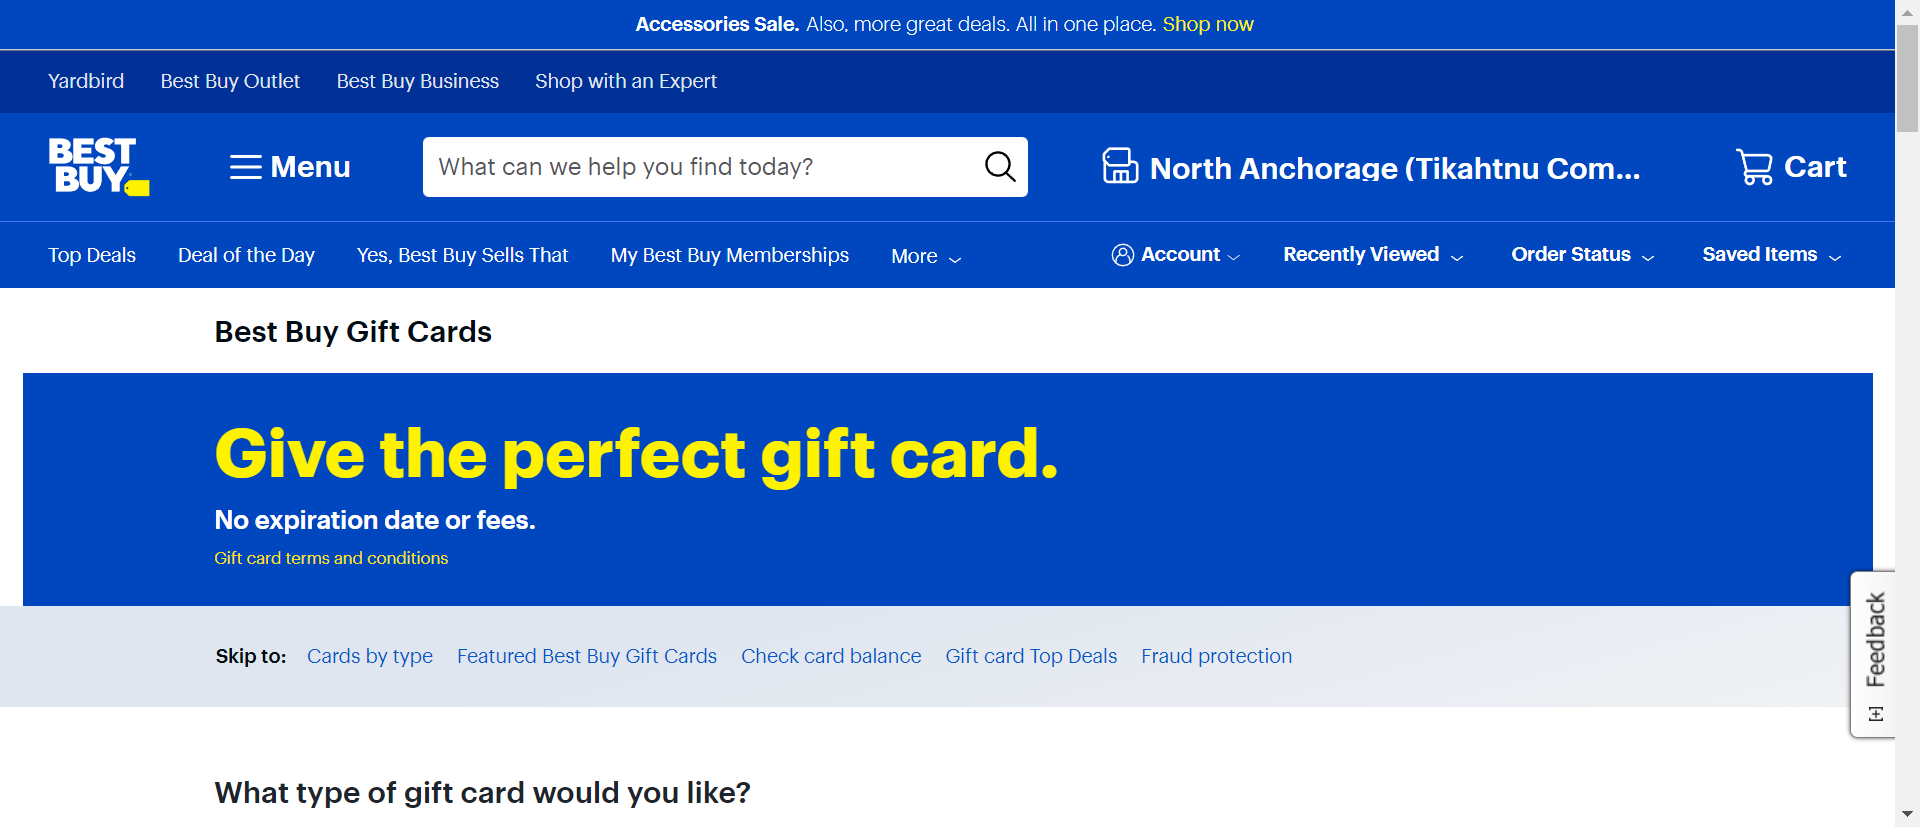 Accessories Sale. Also, more great deals. All in one place. Shop now
Yardbird Best Buy Outlet Best Buy Business Shop with an Expert
BEST BUY
Menu
What can we help you find today?
North Anchorage (Tikahtnu Com...
Cart
Top Deals Deal of the Day Yes, Best Buy Sells That My Best Buy Memberships More Account Recently Viewed Order Status Saved Items
Best Buy Gift Cards
Give the perfect gift card.
No expiration date or fees.
Gift card terms and conditions
Skip to: Cards by type Featured Best Buy Gift Cards Check card balance Gift card Top Deals Fraud protection
[+] Feedback
What type of gift card would you like?